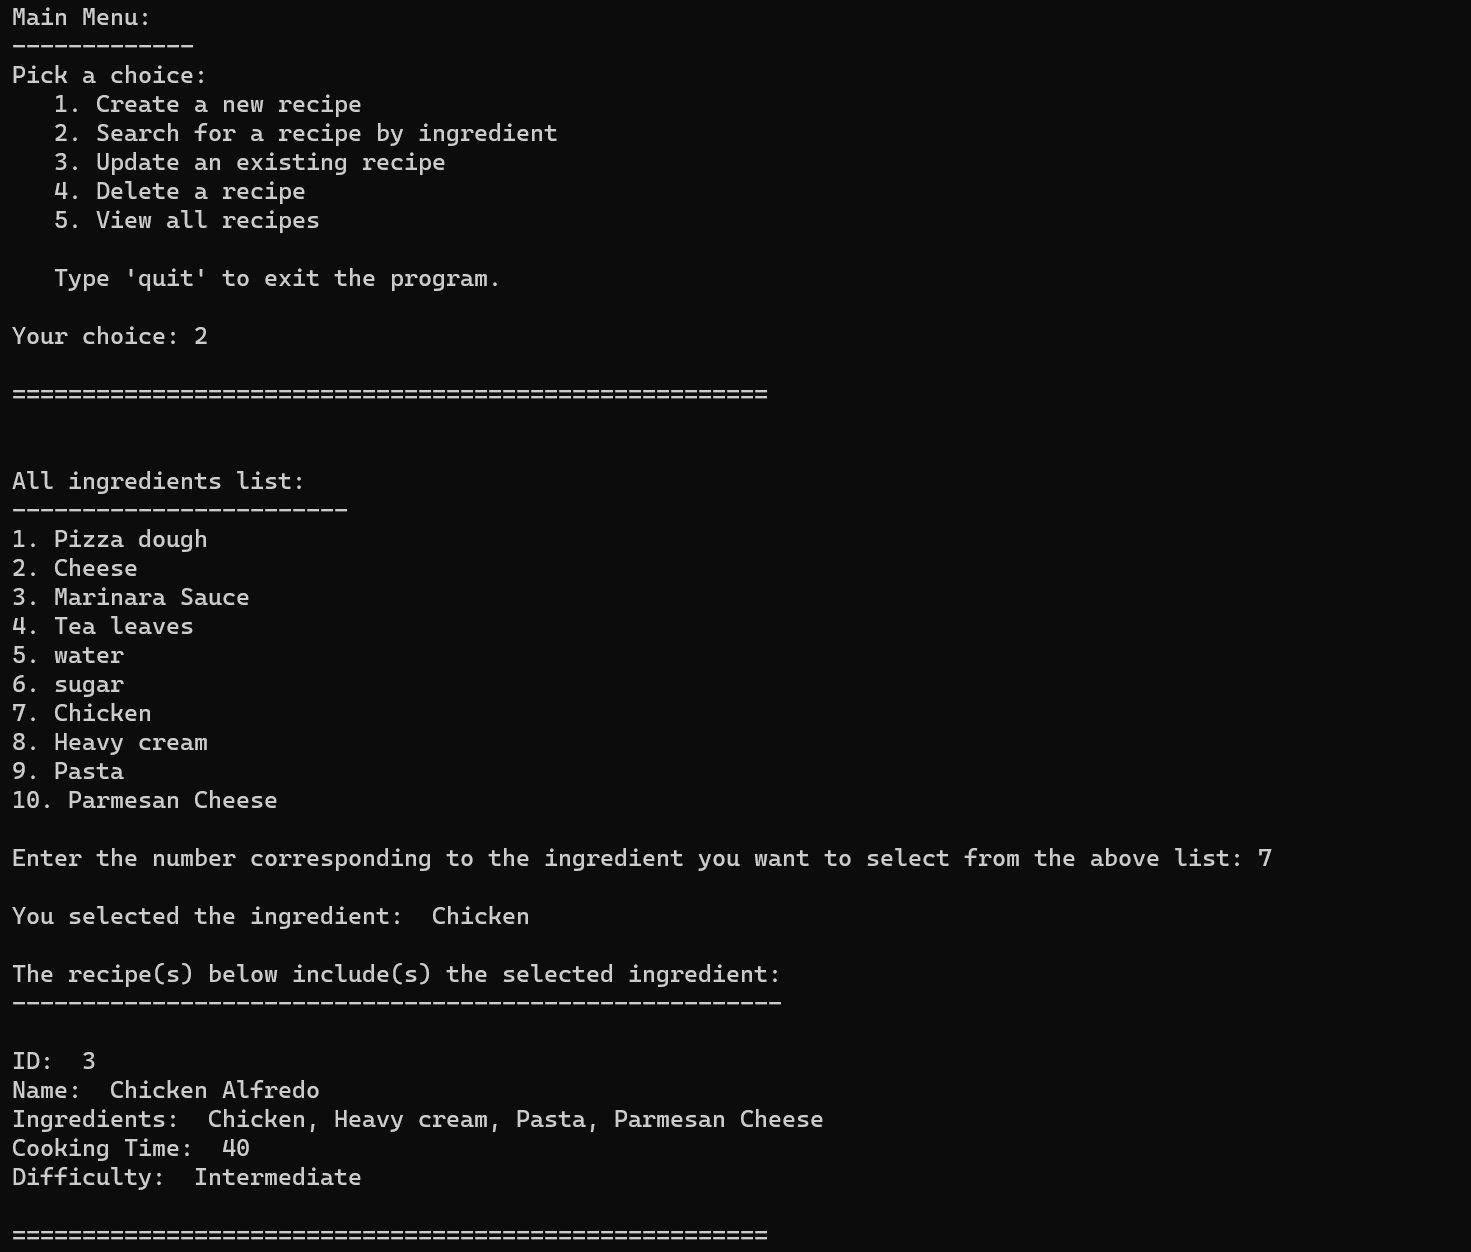 Main Menu:
-------------
Pick a choice:
   1. Create a new recipe
   2. Search for a recipe by ingredient
   3. Update an existing recipe
   4. Delete a recipe
   5. View all recipes
   Type 'quit' to exit the program.
Your choice: 2
======================================================
All ingredients list:
------------------------
1. Pizza dough
2. Cheese
3. Marinara Sauce
4. Tea leaves
5. water
6. sugar
7. Chicken
8. Heavy cream
9. Pasta
10. Parmesan Cheese
Enter the number corresponding to the ingredient you want to select from the above list: 7
You selected the ingredient:  Chicken
The recipe(s) below include(s) the selected ingredient:
-------------------------------------------------------
ID:  3
Name:  Chicken Alfredo
Ingredients:  Chicken, Heavy cream, Pasta, Parmesan Cheese
Cooking Time:  40
Difficulty:  Intermediate
======================================================